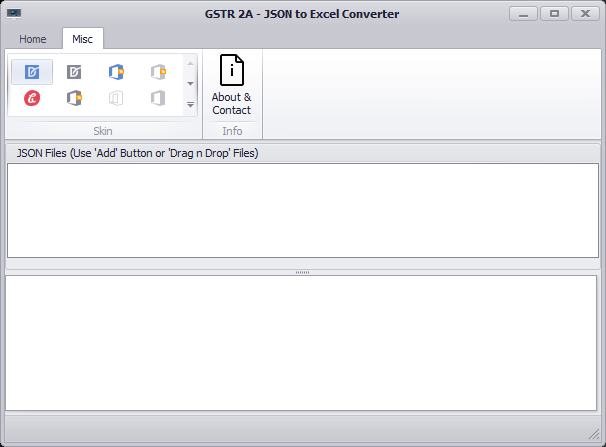 GSTR 2A - JSON to Excel Converter
Home Misc
About &
Contact
Skin Info
JSON Files (Use 'Add' Button or 'Drag n Drop' Files)